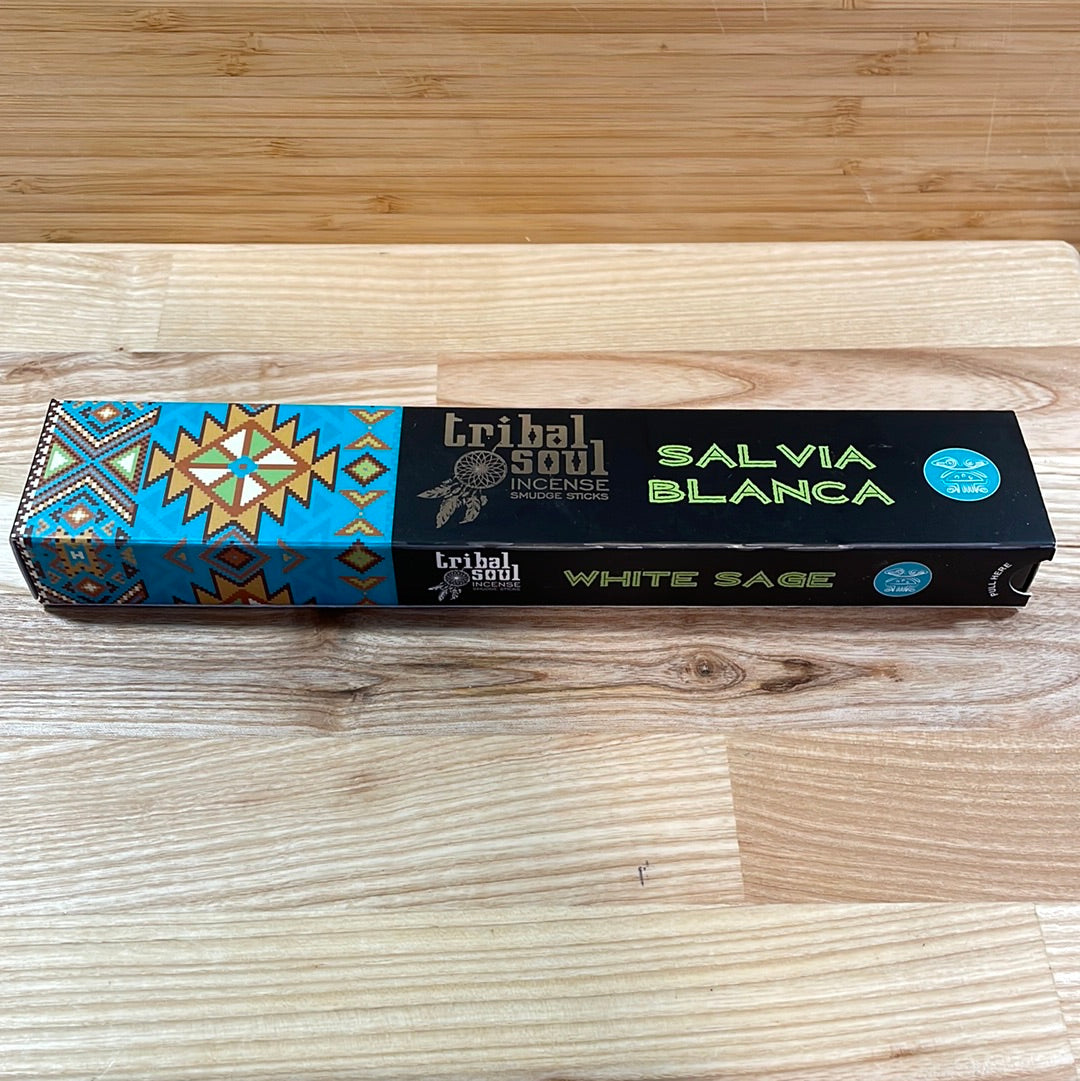 tribal
soul
INCENSE
SMUDGE STICKS
SALVIA
BLANCA
tribal
soul
INCENSE
SMUDGE STICKS
WHITE SAGE
PULL HERE